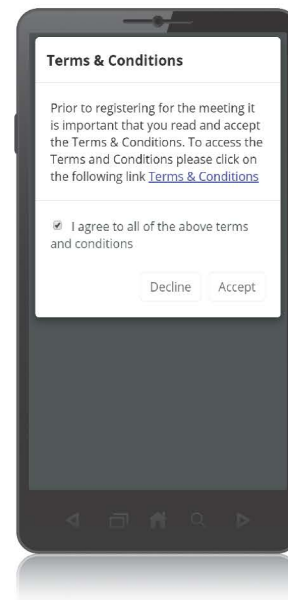 Terms & Conditions
Prior to registering for the meeting it
is important that you read and accept
the Terms & Conditions. To access the
Terms and Conditions please click on
the following link Terms & Conditions
I agree to all of the above terms
and conditions
Decline Accept